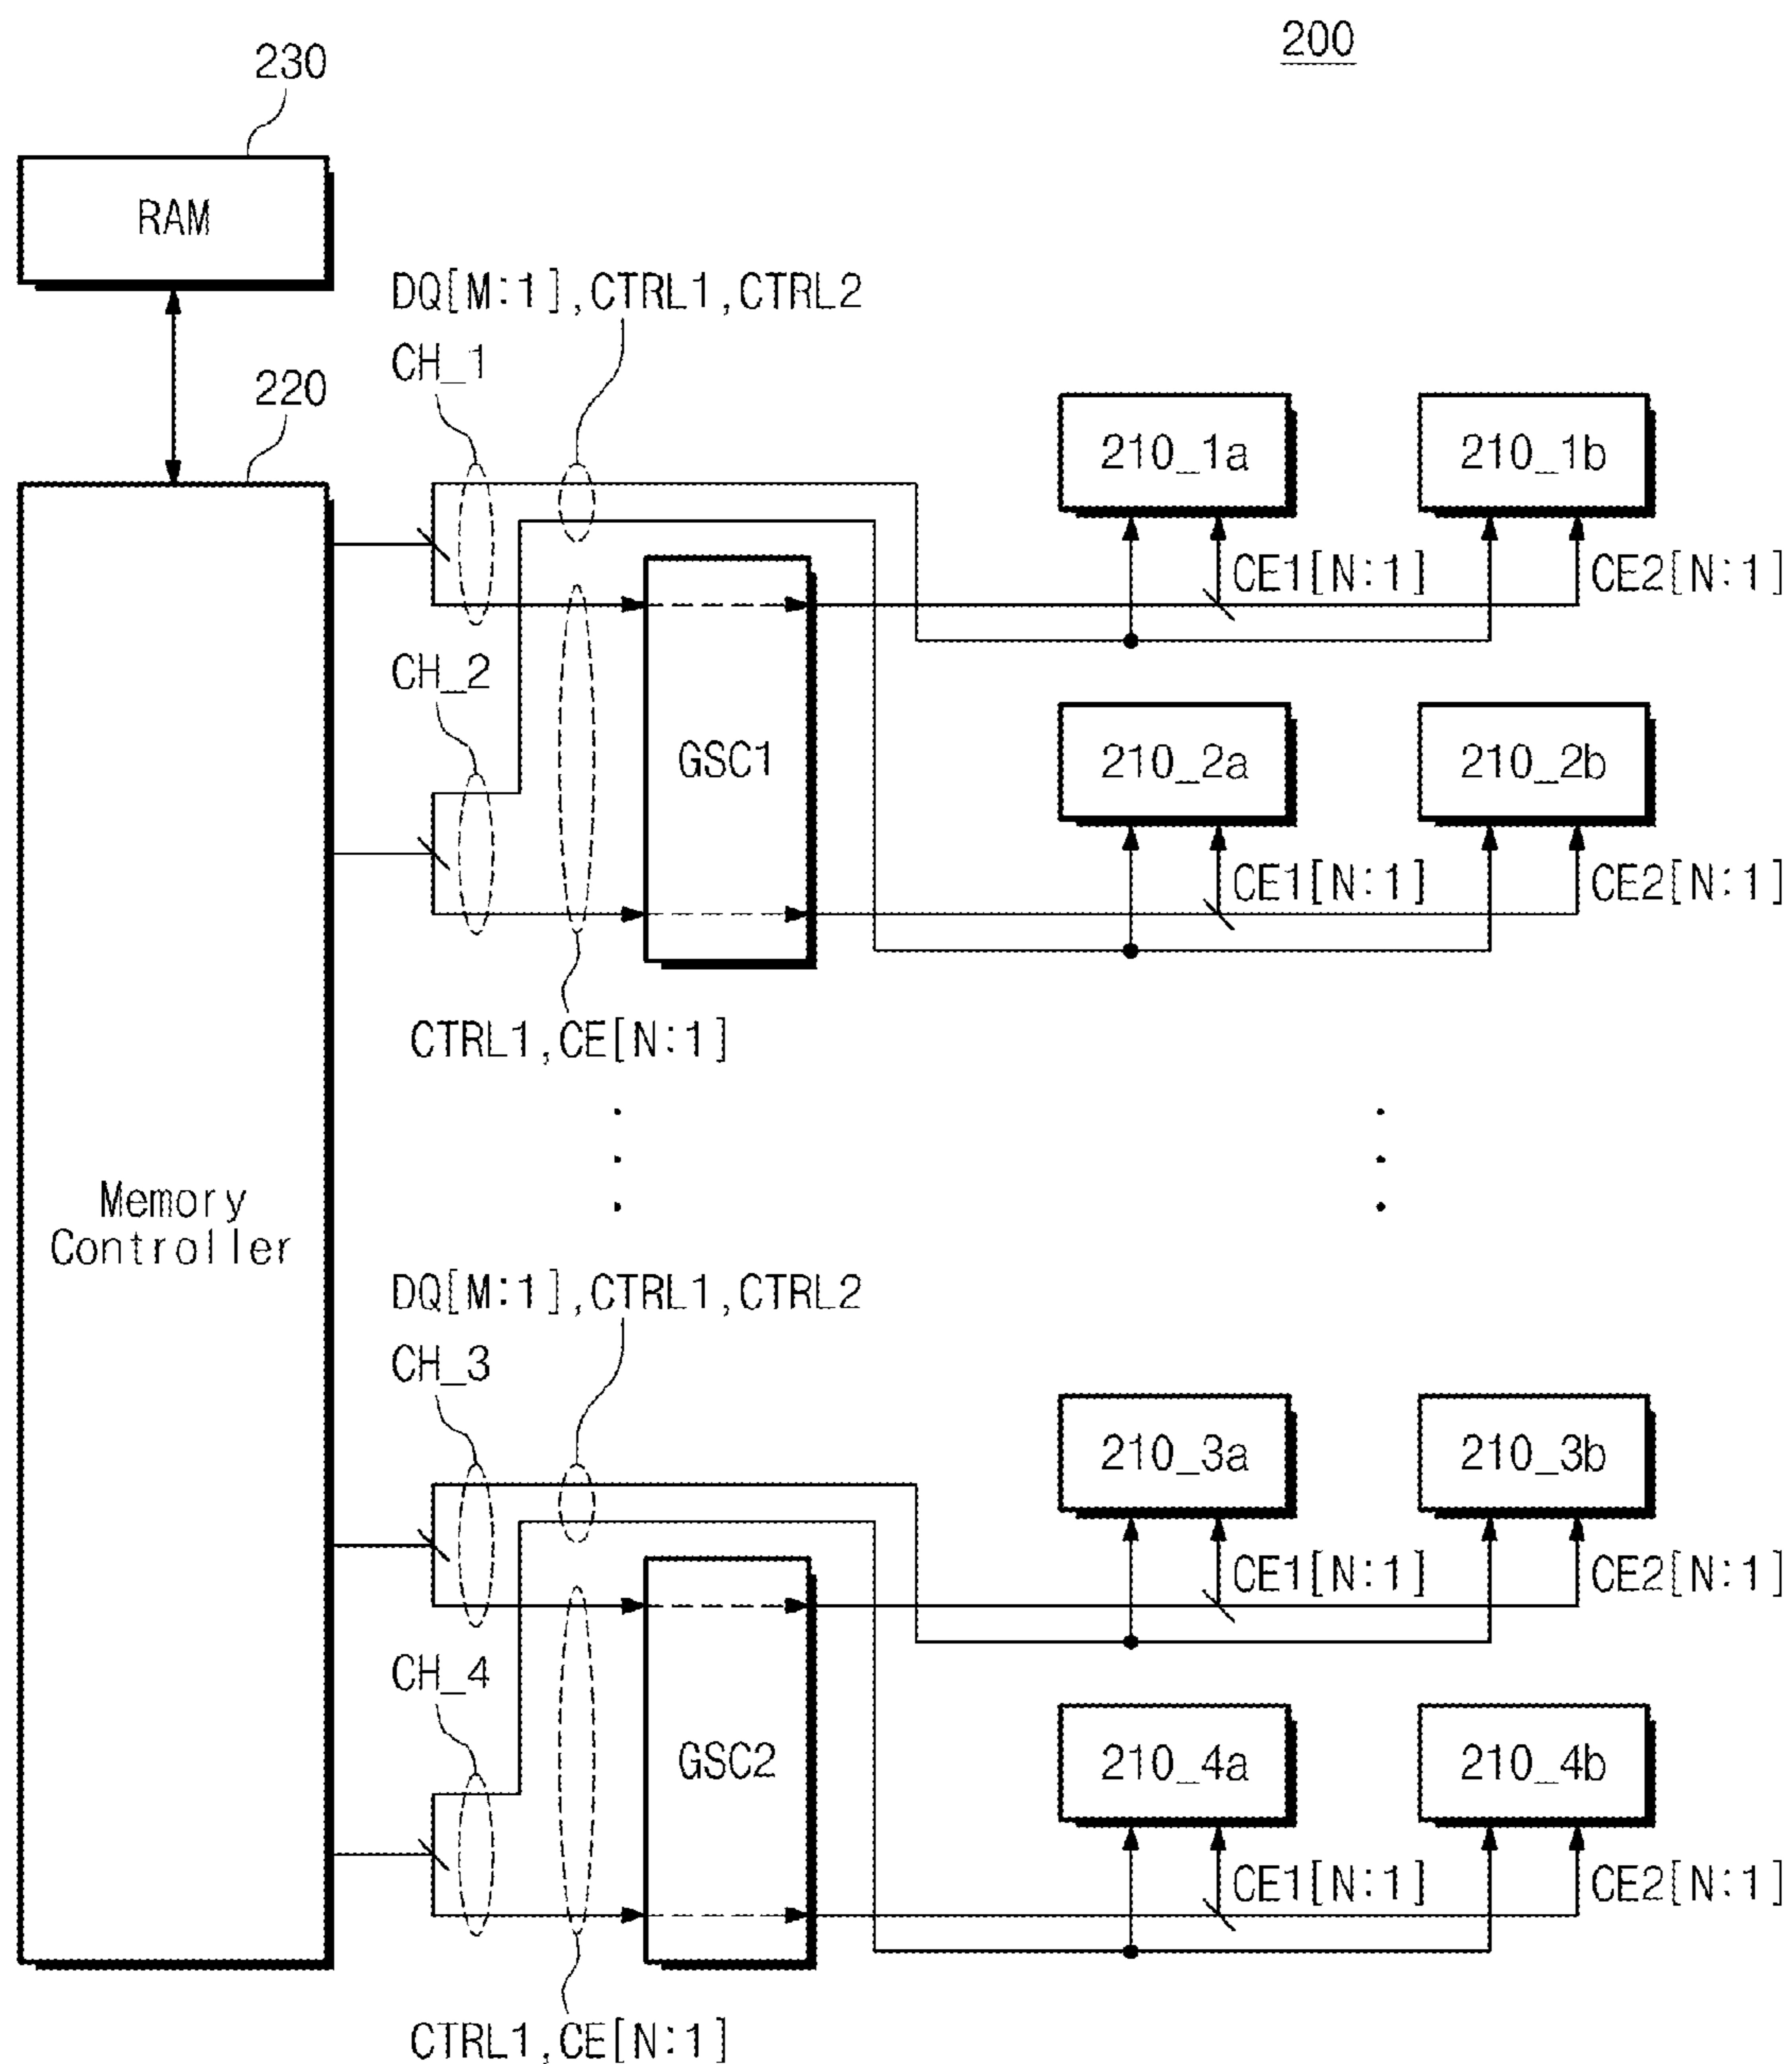 200
230
RAM
DQ[M:1],CTRL1,CTRL2
CH_1
220
210_1a
210_1b
CE1[N:1]
CE2[N:1]
CH_2
GSC1
210_2a
210_2b
CE1[N:1]
CE2[N:1]
CTRL1,CE[N:1]
Memory
Controller
DQ[M:1],CTRL1,CTRL2
CH_3
210_3a
210_3b
CE1[N:1]
CE2[N:1]
CH_4
GSC2
210_4a
210_4b
CE1[N:1]
CE2[N:1]
CTRL1,CE[N:1]